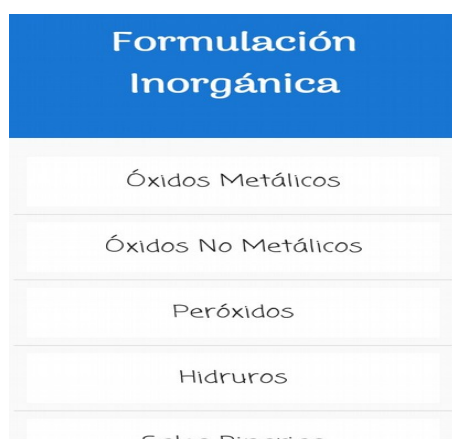 Formulación
Inorgánica
Óxidos Metálicos
Óxidos No Metálicos
Peróxidos
Hidruros